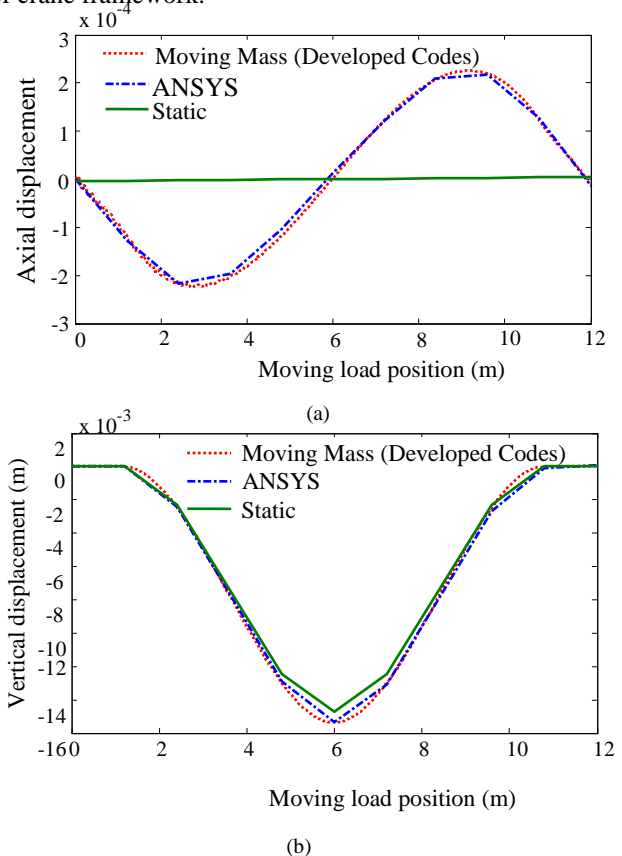 of crane framework.
x 10-4
3
2
1
0
-1
-2
-3
Axial displacement
Moving Mass (Developed Codes)
ANSYS
Static
0 2 4 6 8 10 12
Moving load position (m)
(a)
x 10-3
2
0
-2
-4
-6
-8
-10
-12
-14
-16
Vertical displacement (m)
Moving Mass (Developed Codes)
ANSYS
Static
0 2 4 6 8 10 12
Moving load position (m)
(b)